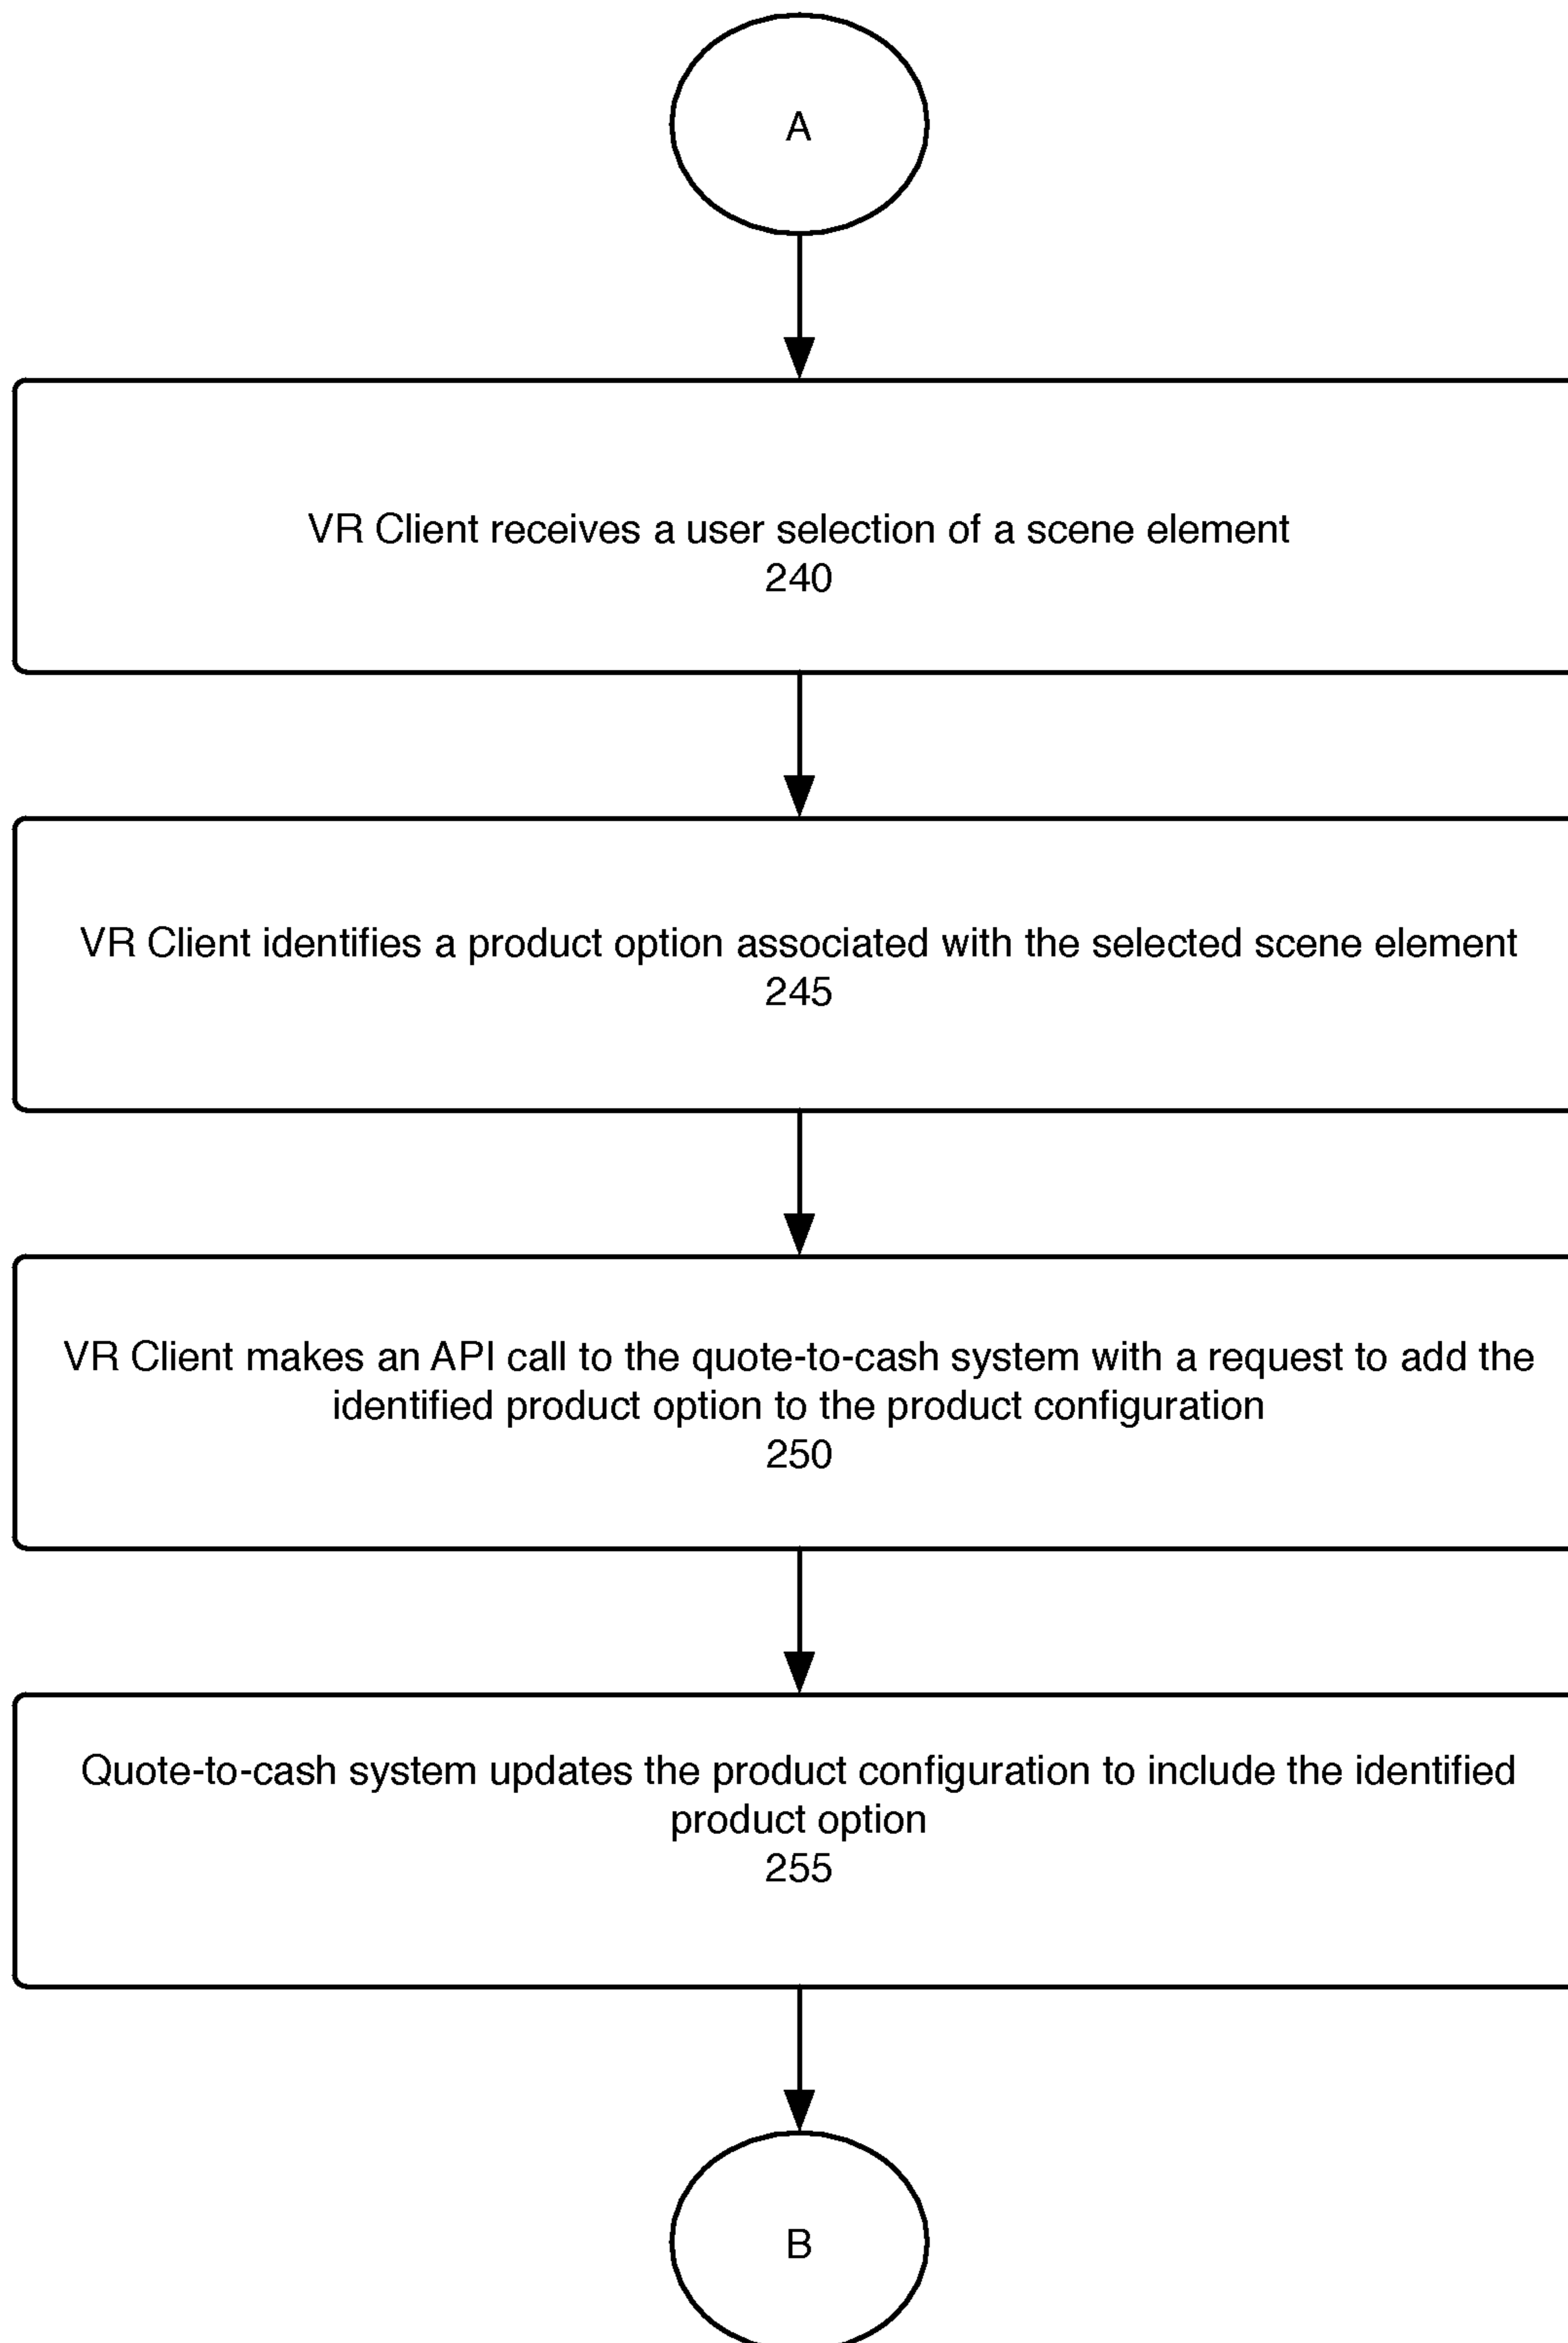 A
VR Client receives a user selection of a scene element
240
VR Client identifies a product option associated with the selected scene element
245
VR Client makes an API call to the quote-to-cash system with a request to add the
identified product option to the product configuration
250
Quote-to-cash system updates the product configuration to include the identified
product option
255
B